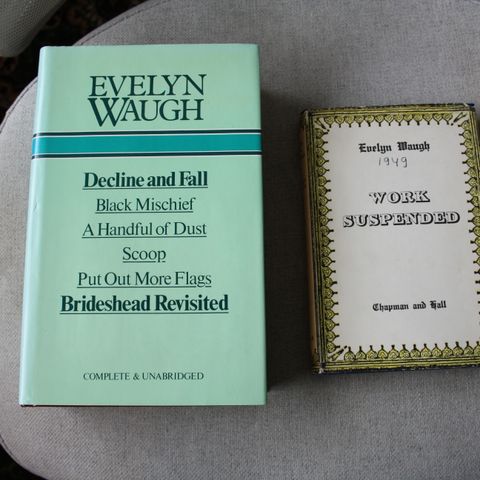 EVELYN
WAUGH
Decline and Fall
Black Mischief
A Handful of Dust
Scoop
Put Out More Flags
Brideshead Revisited
COMPLETE & UNABRIDGED
Evelyn Waugh
1949
WORK
SUSPENDED
Chapman and Hall